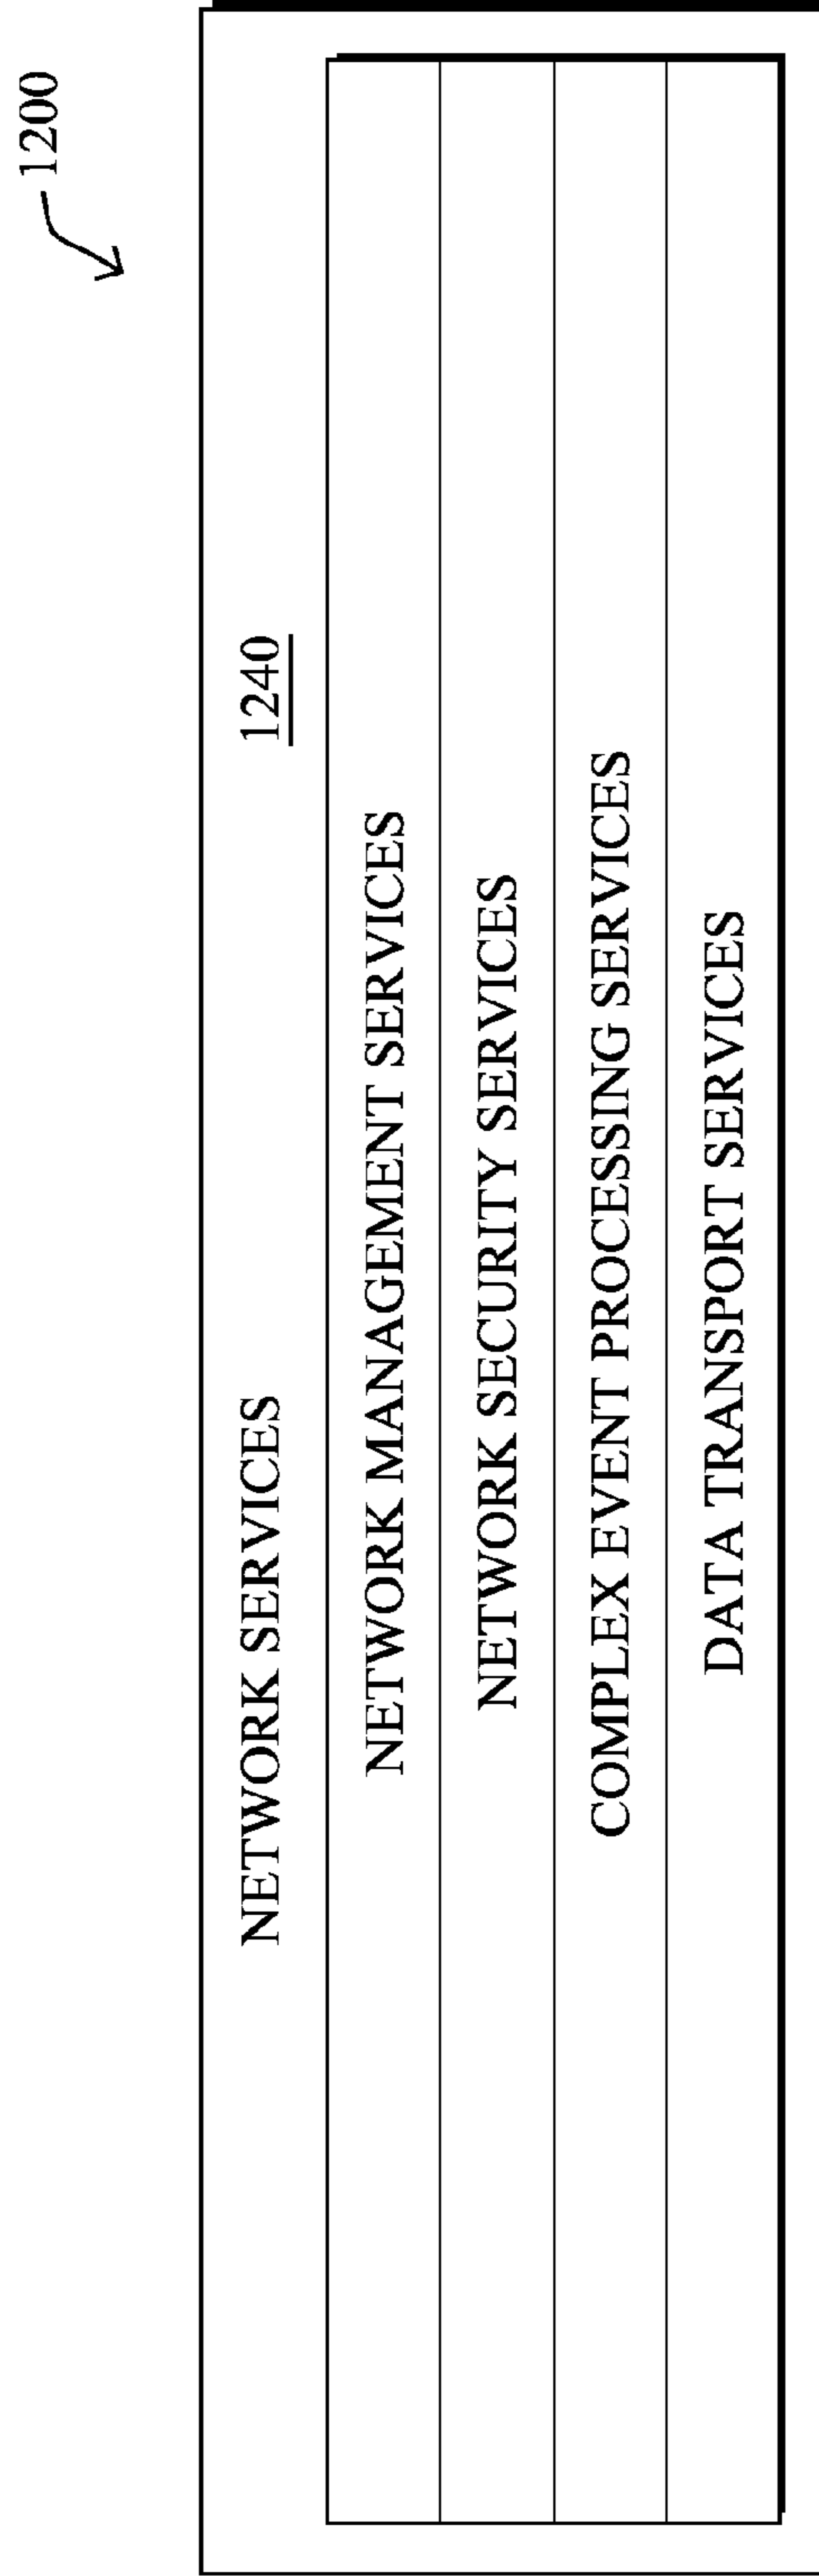 1200
NETWORK SERVICES 1240
NETWORK MANAGEMENT SERVICES
NETWORK SECURITY SERVICES
COMPLEX EVENT PROCESSING SERVICES
DATA TRANSPORT SERVICES